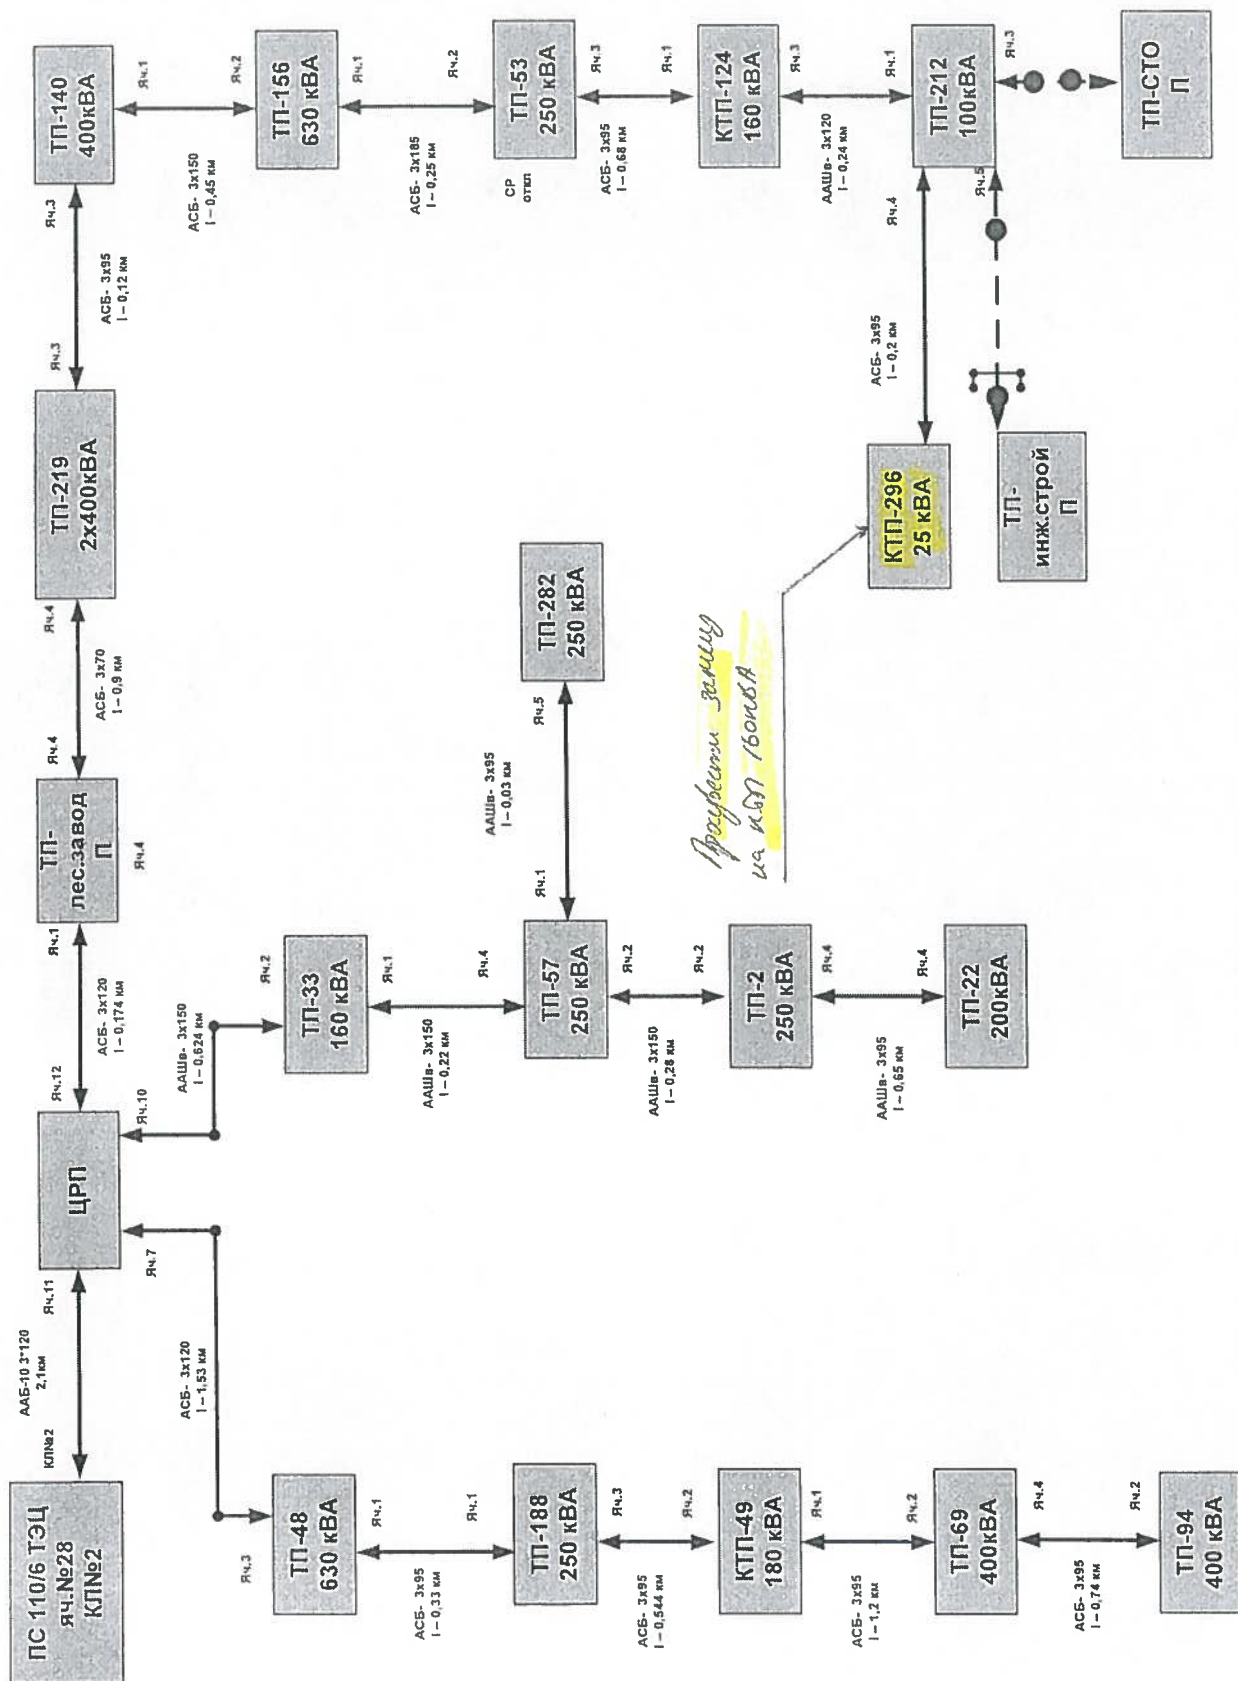 ПС 110/6 ТЭЦ
яч.№28
КЛ№2
КЛ№2
ААБ-10 3*120
2,1км
Яч.11
ЦРП
Яч.12
АСБ- 3х120
l – 0,174 км
Яч.1
ТП-
лес.завод
П
Яч.4
Яч.4
АСБ- 3х70
l – 0,9 км
Яч.4
ТП-219
2х400кВА
Яч.3
АСБ- 3х95
l – 0,12 км
Яч.3
ТП-140
400кВА
Яч.1
АСБ- 3х150
l – 0,45 км
Яч.2
ТП-156
630 кВА
Яч.1
АСБ- 3х185
l – 0,25 км
Яч.2
ТП-53
250 кВА
СР
откл
Яч.3
АСБ- 3х95
l – 0,68 км
Яч.1
КТП-124
160 кВА
Яч.3
ААШв- 3х120
l – 0,24 км
Яч.1
ТП-212
100кВА
Яч.3
ТП-СТО
П
Яч.4
АСБ- 3х95
l – 0,2 км
КТП-296
25 кВА
Яч.5
ТП-
инж.строй
П
Яч.10
ААШв- 3х150
l – 0,624 км
Яч.2
ТП-33
160 кВА
Яч.1
ААШв- 3х150
l – 0,22 км
Яч.4
ТП-57
250 кВА
Яч.1
ААШв- 3х95
l – 0,03 км
Яч.5
ТП-282
250 кВА
Яч.2
ААШв- 3х150
l – 0,28 км
Яч.2
ТП-2
250 кВА
Яч.4
ААШв- 3х95
l – 0,65 км
Яч.4
ТП-22
200кВА
Яч.7
АСБ- 3х120
l – 1,53 км
Яч.3
ТП-48
630 кВА
Яч.1
АСБ- 3х95
l – 0,33 км
Яч.1
ТП-188
250 кВА
Яч.3
АСБ- 3х95
l – 0,544 км
Яч.2
КТП-49
180 кВА
Яч.1
АСБ- 3х95
l – 1,2 км
Яч.2
ТП-69
400кВА
Яч.4
АСБ- 3х95
l – 0,74 км
Яч.2
ТП-94
400 кВА
замену
на КТП-160кВА